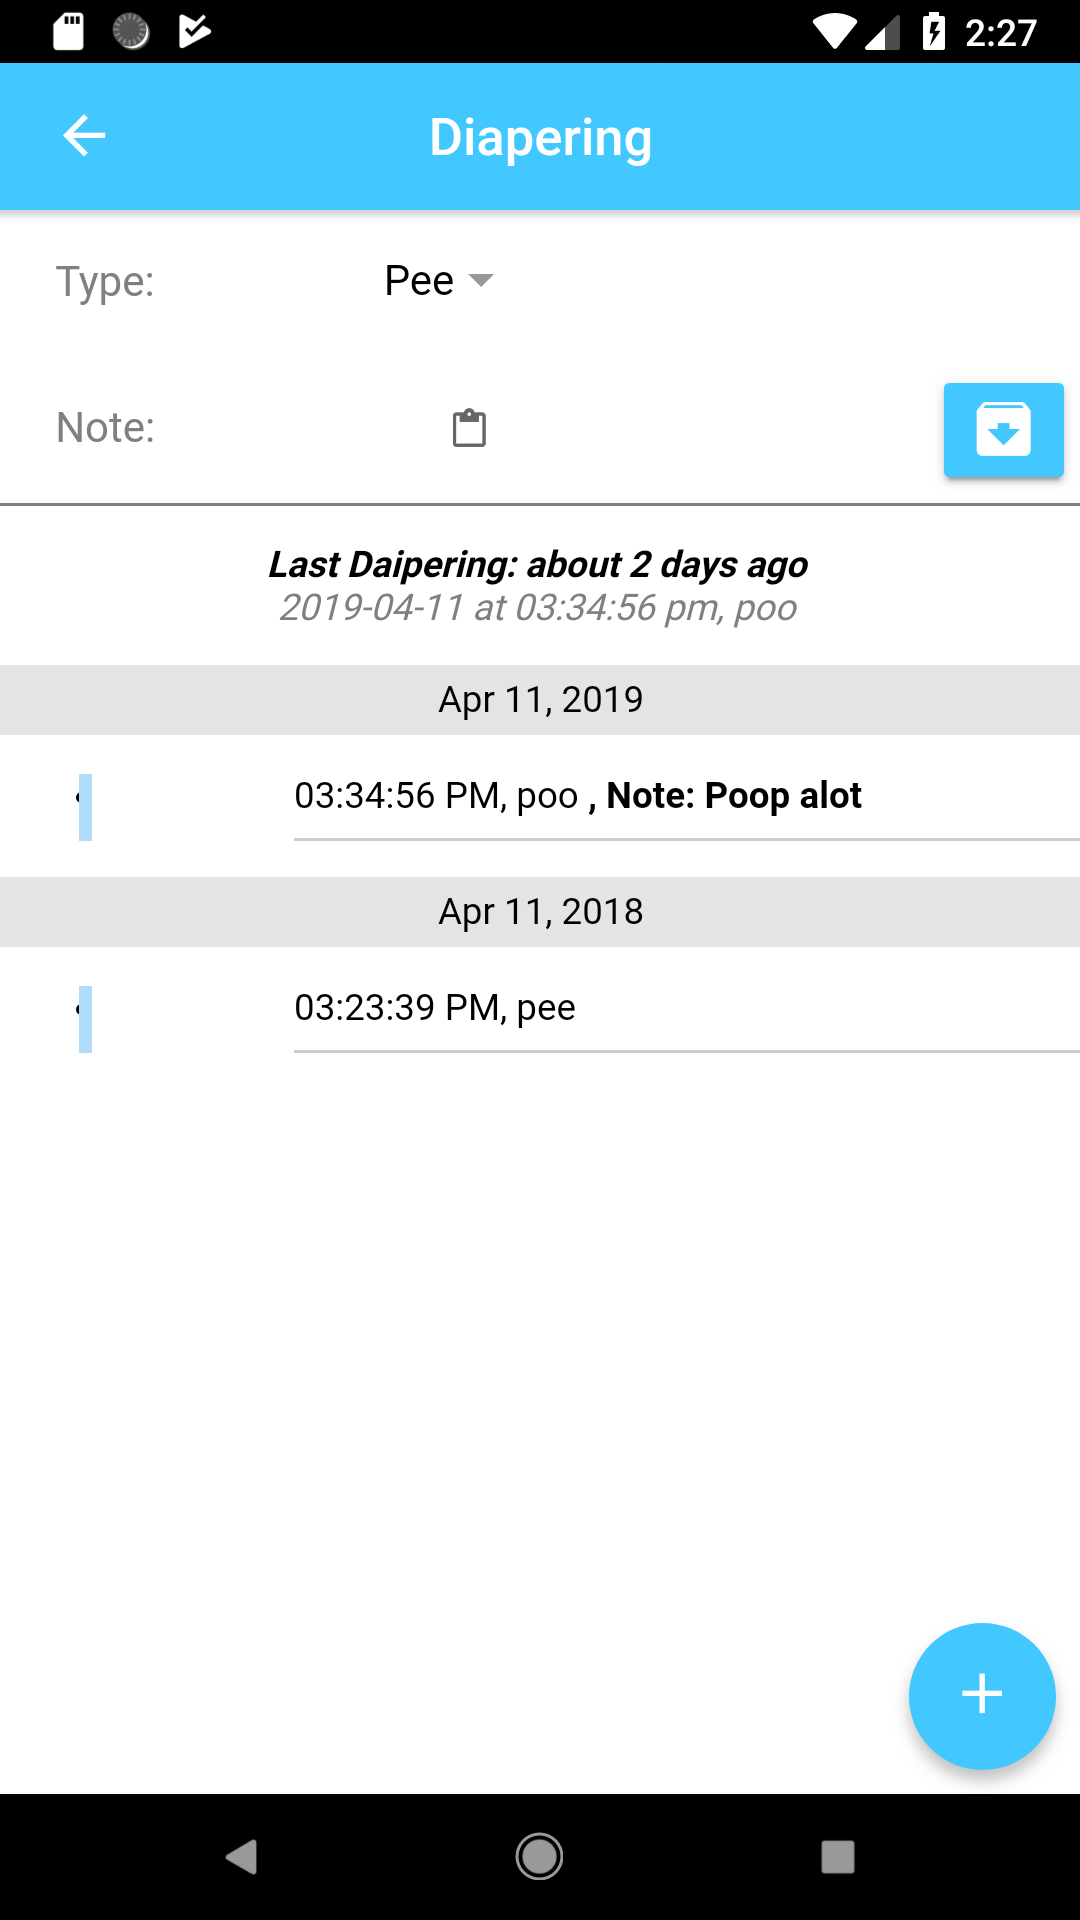 2:27
Diapering
Type:
Pee
Note:
Last Daipering: about 2 days ago
2019-04-11 at 03:34:56 pm, poo
Apr 11, 2019
03:34:56 PM, poo , Note: Poop alot
Apr 11, 2018
03:23:39 PM, pee